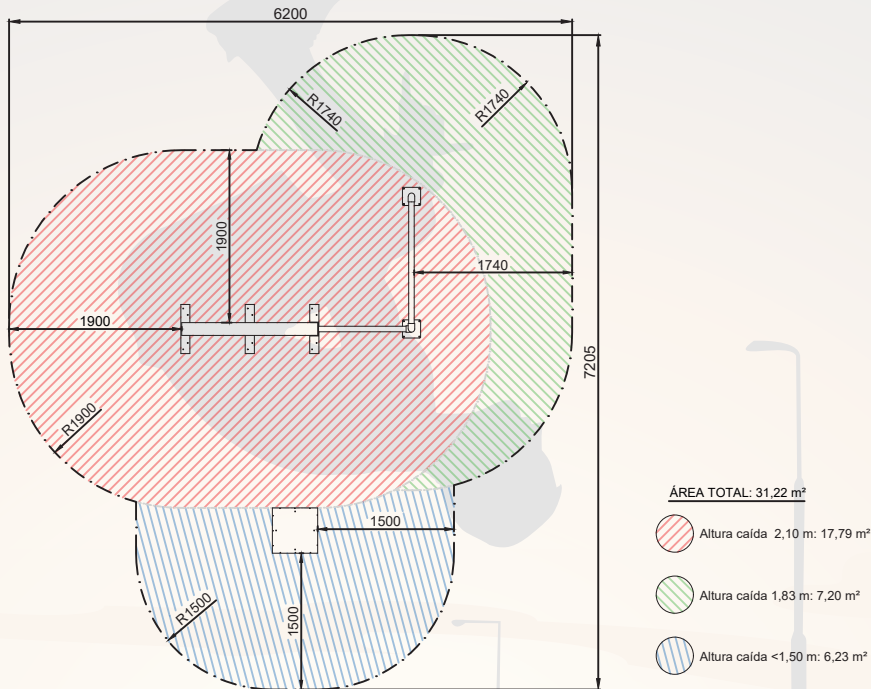 6200
R1740
R1740
1900
1740
1900
7205
R1900
1500
R1500
1500
ÁREA TOTAL: 31,22 m²
Altura caída 2,10 m: 17,79 m²
Altura caída 1,83 m: 7,20 m²
Altura caída <1,50 m: 6,23 m²